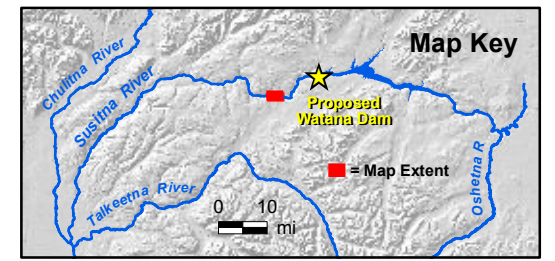 Map Key
Chulitna River
Susitna River
Proposed
Watana Dam
Talkeetna River
= Map Extent
Oshetna R
0 10
mi